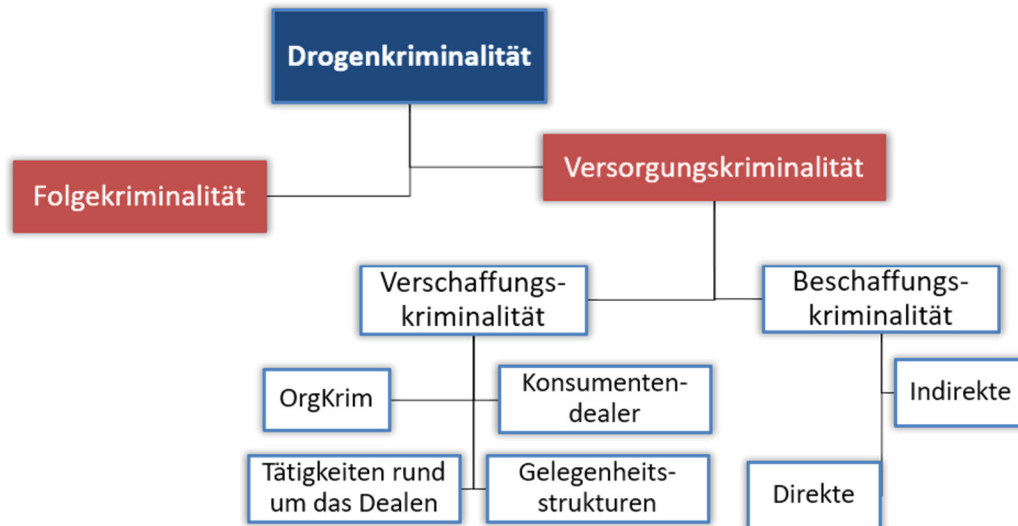 Drogenkriminalität
Folgekriminalität
Versorgungskriminalität
Verschaffungs-
kriminalität
Beschaffungs-
kriminalität
OrgKrim
Konsumenten-
dealer
Indirekte
Tätigkeiten rund
um das Dealen
Gelegenheits-
strukturen
Direkte